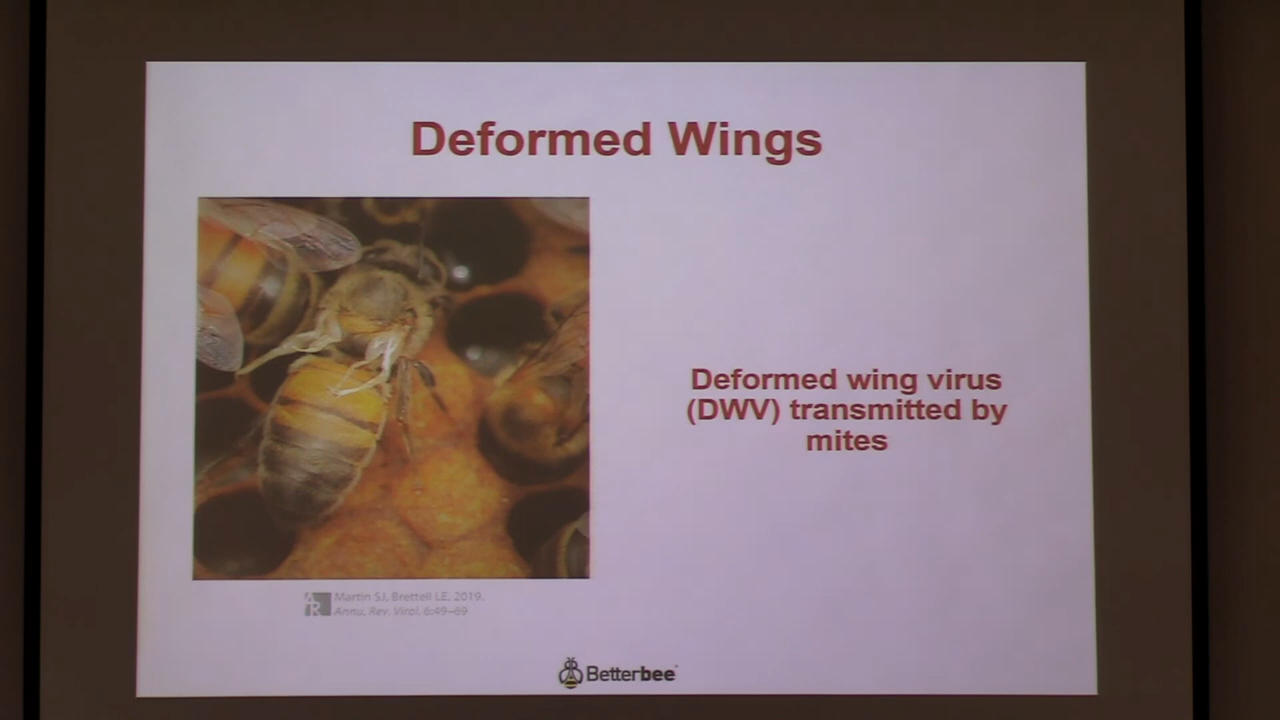 Deformed Wings
Deformed wing virus
(DWV) transmitted by
mites
AR
Martin SJ, Brettell LE. 2019.
Annu. Rev. Virol. 6:49–69
Betterbee